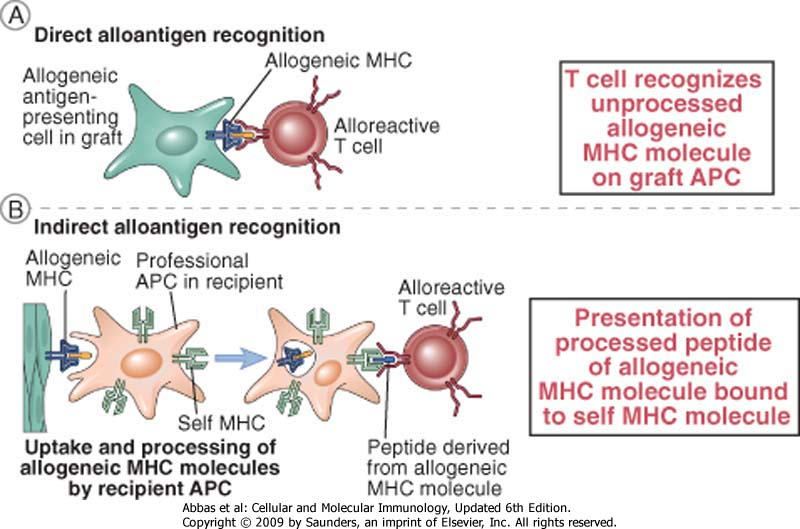 A
Direct alloantigen recognition
Allogeneic
antigen-
presenting
cell in graft
Allogeneic MHC
Alloreactive
T cell
T cell recognizes
unprocessed
allogeneic
MHC molecule
on graft APC
B
Indirect alloantigen recognition
Allogeneic
MHC
Professional
APC in recipient
Self MHC
Uptake and processing of
allogeneic MHC molecules
by recipient APC
Alloreactive
T cell
Peptide derived
from allogeneic
MHC molecule
Presentation of
processed peptide
of allogeneic
MHC molecule bound
to self MHC molecule
Abbas et al: Cellular and Molecular Immunology, Updated 6th Edition.
Copyright © 2009 by Saunders, an imprint of Elsevier, Inc. All rights reserved.